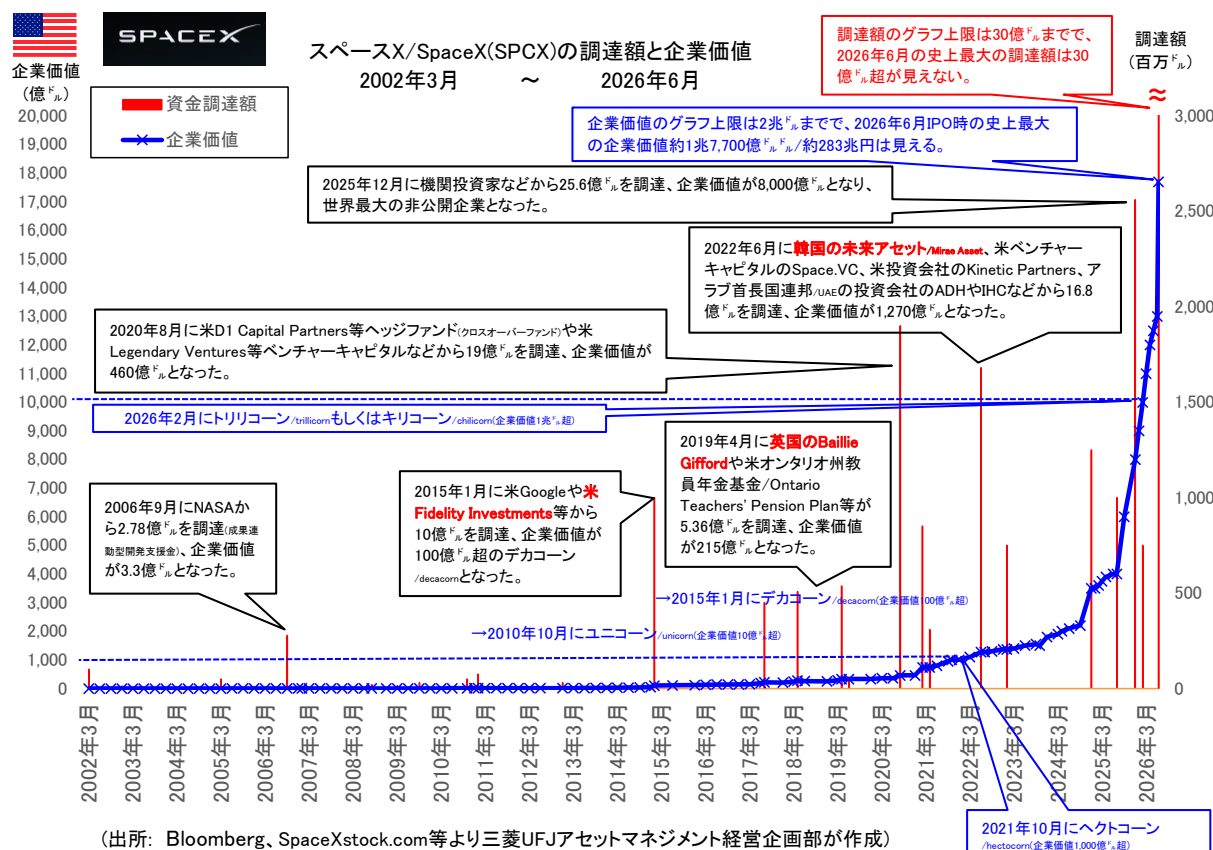 SPACEX
スペースX/SpaceX(SPCX)の調達額と企業価値
2002年3月　～　2026年6月
企業価値
(億㌦)
調達額
(百万㌦)
資金調達額
企業価値
調達額のグラフ上限は30億㌦までで、
2026年6月の史上最大の調達額は30
億㌦超が見えない。
≈
企業価値のグラフ上限は2兆㌦までで、2026年6月IPO時の史上最大
の企業価値約1兆7,700億㌦㌦/約283兆円は見える。
2025年12月に機関投資家などから25.6億㌦を調達、企業価値が8,000億㌦となり、
世界最大の非公開企業となった。
2022年6月に韓国の未来アセット/Mirae Asset、米ベンチャー
キャピタルのSpace.VC、米投資会社のKinetic Partners、ア
ラブ首長国連邦/UAEの投資会社のADHやIHCなどから16.8
億㌦を調達、企業価値が1,270億㌦となった。
2020年8月に米D1 Capital Partners等ヘッジファンド(クロスオーバーファンド)や米
Legendary Ventures等ベンチャーキャピタルなどから19億㌦を調達、企業価値が
460億㌦となった。
2026年2月にトリリコーン/trillicornもしくはキリコーン/chilicorn(企業価値1兆㌦超)
2019年4月に英国のBaillie
Giffordや米オンタリオ州教
員年金基金/Ontario
Teachers' Pension Plan等が
5.36億㌦を調達、企業価値
が215億㌦となった。
2015年1月に米Googleや米
Fidelity Investments等から
10億㌦を調達、企業価値が
100億㌦超のデカコーン
/decacornとなった。
2006年9月にNASAか
ら2.78億㌦を調達(成果連
動型開発支援金)、企業価値
が3.3億㌦となった。
→2015年1月にデカコーン/decacorn(企業価値100億㌦超)
→2010年10月にユニコーン/unicorn(企業価値10億㌦超)
20,000
19,000
18,000
17,000
16,000
15,000
14,000
13,000
12,000
11,000
10,000
9,000
8,000
7,000
6,000
5,000
4,000
3,000
2,000
1,000
0
3,000
2,500
2,000
1,500
1,000
500
0
2002年3月
2003年3月
2004年3月
2005年3月
2006年3月
2007年3月
2008年3月
2009年3月
2010年3月
2011年3月
2012年3月
2013年3月
2014年3月
2015年3月
2016年3月
2017年3月
2018年3月
2019年3月
2020年3月
2021年3月
2022年3月
2023年3月
2024年3月
2025年3月
2026年3月
2021年10月にヘクトコーン
/hectocorn(企業価値1,000億㌦超)
(出所: Bloomberg、SpaceXstock.com等より三菱UFJアセットマネジメント経営企画部が作成)